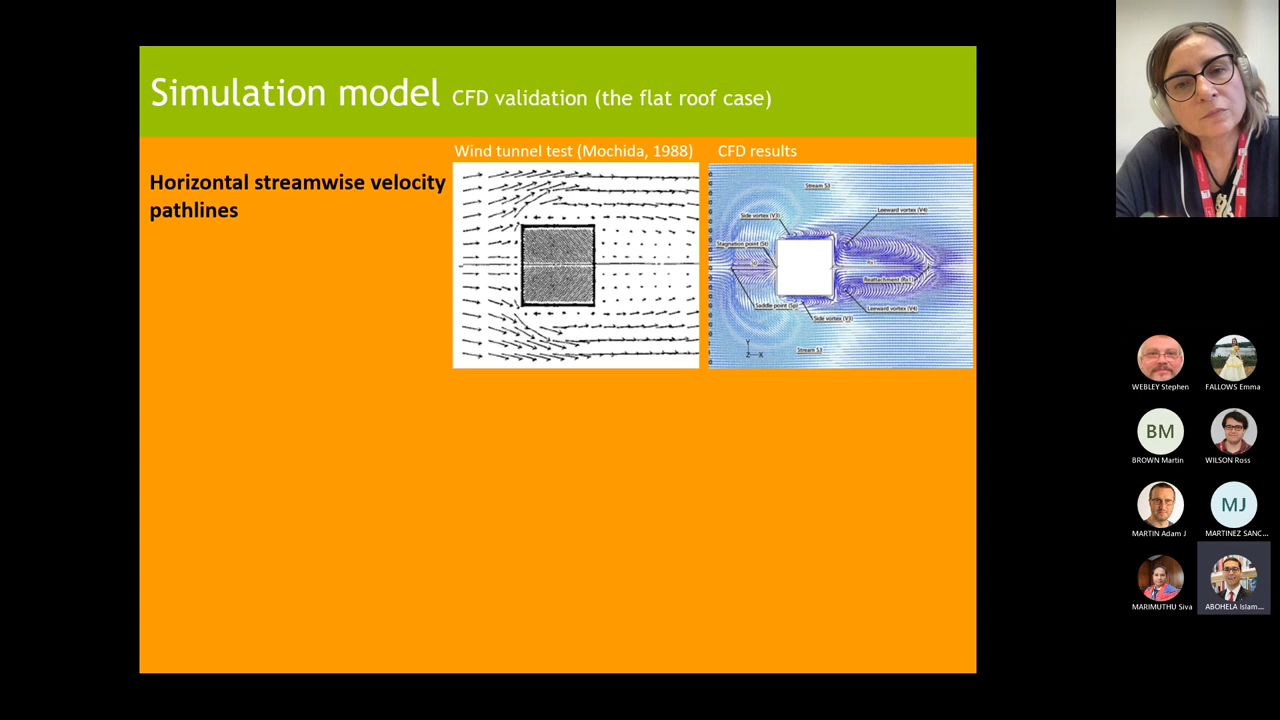 Simulation model CFD validation (the flat roof case)
Wind tunnel test (Mochida, 1988) CFD results
Horizontal streamwise velocity
pathlines
Stream S3
Side vortex (V3)
Leeward vortex (V4)
Stagnation point (St)
Reattachment (Rs1)
Saddle point (Sp)
Side vortex (V3)
Leeward vortex (V4)
Stream S3
Y
Z X
WEBLEY Stephen
FALLOWS Emma
BM
BROWN Martin
WILSON Ross
MARTIN Adam J
MJ
MARTINEZ SANC...
MARIMUTHU Siva
ABOHELA Islam...